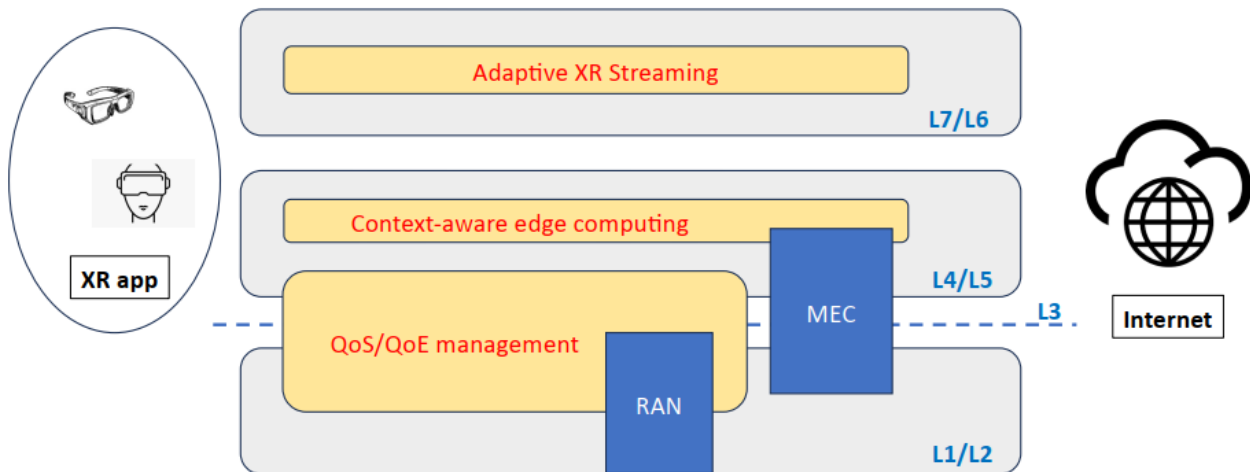 Adaptive XR Streaming
L7/L6
Context-aware edge computing
XR app
L4/L5
MEC
L3
Internet
QoS/QoE management
RAN
L1/L2